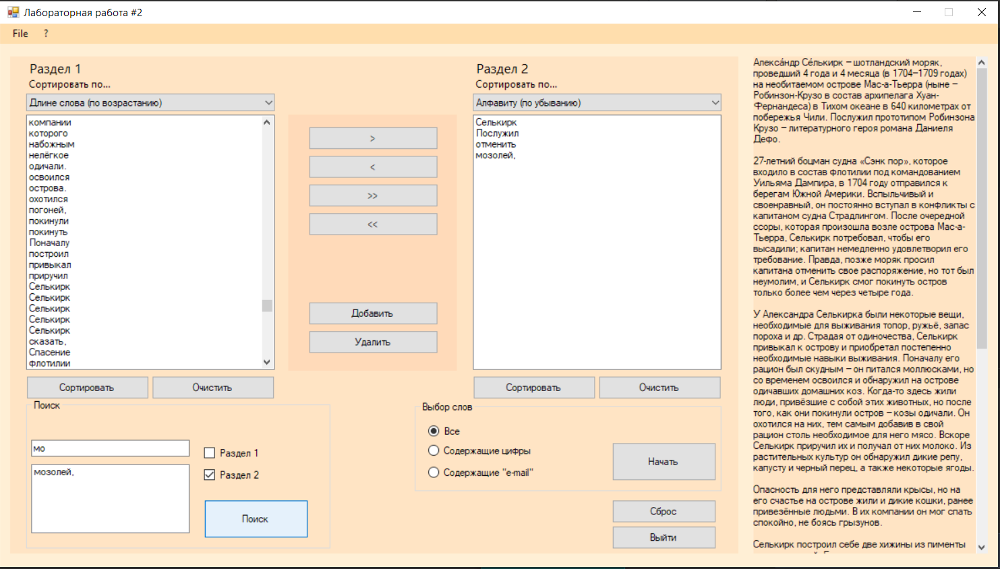 Лабораторная работа #2
File ?
Раздел 1
Сортировать по...
Длине слова (по возрастанию)
компании
которого
набожным
нелёгкое
одичали.
освоился
острова.
охотился
погоней,
покинули
покинуть
Поначалу
построил
привыкал
приручил
Селькирк
Селькирк
Селькирк
Селькирк
Селькирк
сказать,
Спасение
флотилии
Сортировать
Очистить
>
<
>>
<<
Добавить
Удалить
Раздел 2
Сортировать по...
Алфавиту (по убыванию)
Селькирк
Послужил
отменить
мозолей,
Сортировать
Очистить
Поиск
мо
мозолей,
Раздел 1
Раздел 2
Поиск
Выбор слов
Все
Содержащие цифры
Содержащие "e-mail"
Начать
Сброс
Выйти
Алекса́ндр Се́лькирк – шотландский моряк,
проведший 4 года и 4 месяца (в 1704–1709 годах)
на необитаемом острове Мас-а-Тьерра (ныне –
Робинзон-Крузо в составе архипелага Хуан-
Фернандеса) в Тихом океане в 640 километрах от
побережья Чили. Послужил прототипом Робинзона
Крузо – литературного героя романа Даниеля
Дефо.
27-летний боцман судна «Сэнк пор», которое
входило в состав флотилии под командованием
Уильяма Дампира, в 1704 году отправился к
берегам Южной Америки. Вспыльчивый и
своенравный, он постоянно вступал в конфликты с
капитаном судна Страдлингом. После очередной
ссоры, которая произошла возле острова Мас-а-
Тьерра, Селькирк потребовал, чтобы его
высадили; капитан немедленно удовлетворил его
требование. Правда, позже моряк просил
капитана отменить свое распоряжение, но тот был
неумолим, и Селькирк смог покинуть остров
только более чем через четыре года.
У Александра Селькирка были некоторые вещи,
необходимые для выживания топор, ружьё, запас
пороха и др. Страдая от одиночества, Селькирк
привыкал к острову и приобретал постепенно
необходимые навыки выживания. Поначалу его
рацион был скудным – он питался моллюсками, но
со временем освоился и обнаружил на острове
одичавших домашних коз. Когда-то здесь жили
люди, привёзшие с собой этих животных, но после
того, как они покинули остров – козы одичали. Он
охотился на них, тем самым добавив в свой
рацион столь необходимое для него мясо. Вскоре
Селькирк приручил их и получал от них молоко. Из
растительных культур он обнаружил дикие репу,
капусту и черный перец, а также некоторые ягоды.
Опасность для него представляли крысы, но на
его счастье на острове жили и дикие кошки, ранее
привезённые людьми. В их компании он мог спать
спокойно, не боясь грызунов.
Селькирк построил себе две хижины из пименты